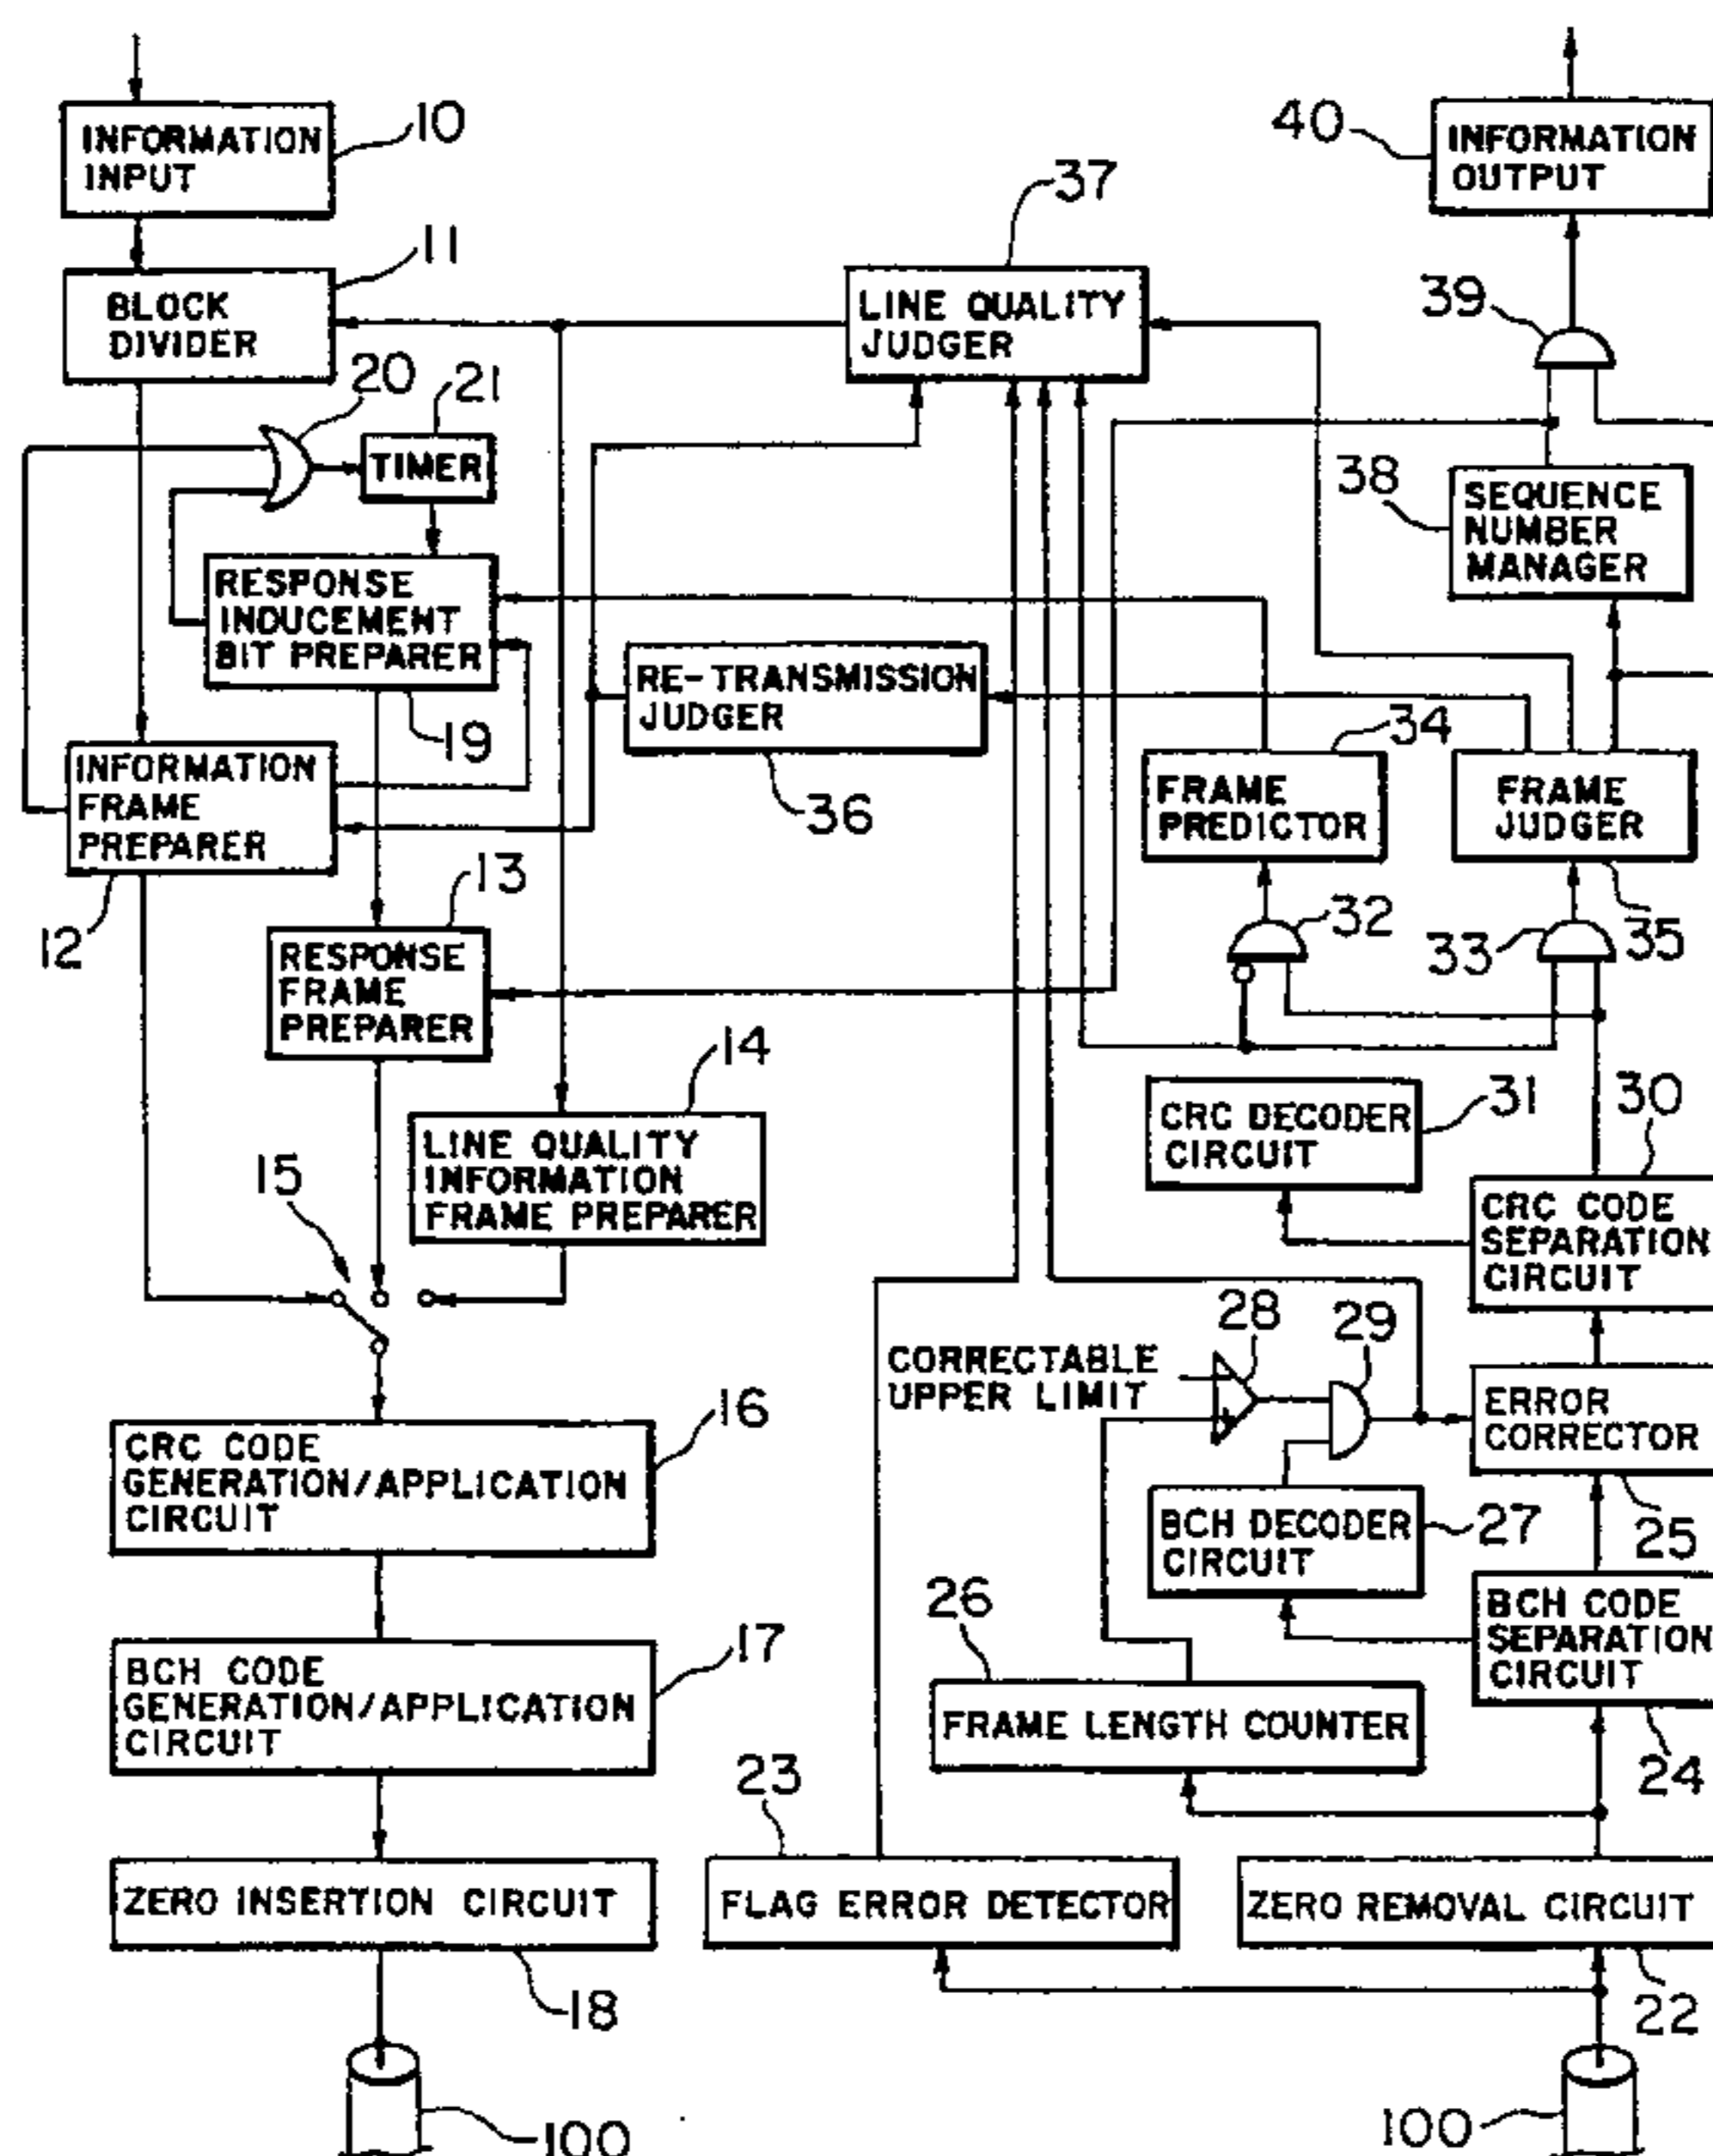 INFORMATION
INPUT
10
40
INFORMATION
OUTPUT
BLOCK
DIVIDER
11
37
LINE QUALITY
JUDGER
39
20
21
TIMER
38
SEQUENCE
NUMBER
MANAGER
RESPONSE
INDUCEMENT
BIT PREPARER
19
RE-TRANSMISSION
JUDGER
36
INFORMATION
FRAME
PREPARER
12
34
FRAME
PREDICTOR
FRAME
JUDGER
35
13
RESPONSE
FRAME
PREPARER
32
33
14
LINE QUALITY
INFORMATION
FRAME PREPARER
15
CRC DECODER
CIRCUIT
31
30
CRC CODE
SEPARATION
CIRCUIT
CORRECTABLE
UPPER LIMIT
28
29
ERROR
CORRECTOR
25
CRC CODE
GENERATION/APPLICATION
CIRCUIT
16
BCH DECODER
CIRCUIT
27
26
FRAME LENGTH COUNTER
BCH CODE
SEPARATION
CIRCUIT
24
BCH CODE
GENERATION/APPLICATION
CIRCUIT
17
23
FLAG ERROR DETECTOR
ZERO REMOVAL CIRCUIT
22
ZERO INSERTION CIRCUIT
18
100
100